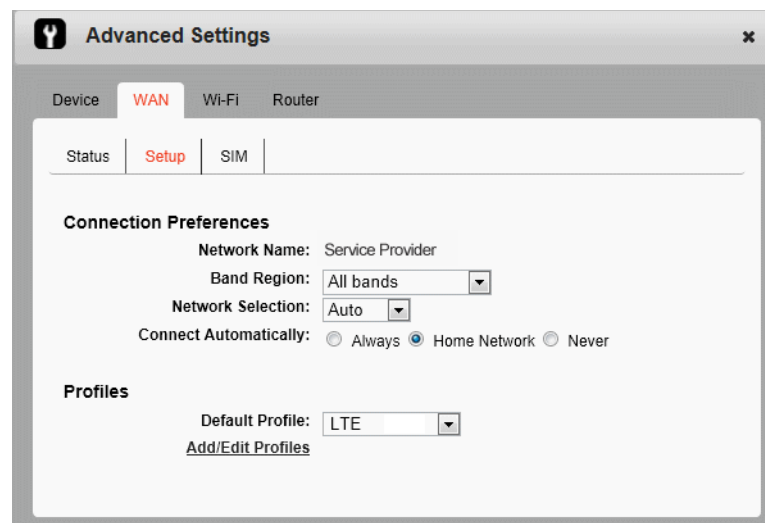 Advanced Settings
Device WAN Wi-Fi Router
Status Setup SIM
Connection Preferences
Network Name: Service Provider
Band Region: All bands
Network Selection: Auto
Connect Automatically: Always Home Network Never
Profiles
Default Profile: LTE
Add/Edit Profiles